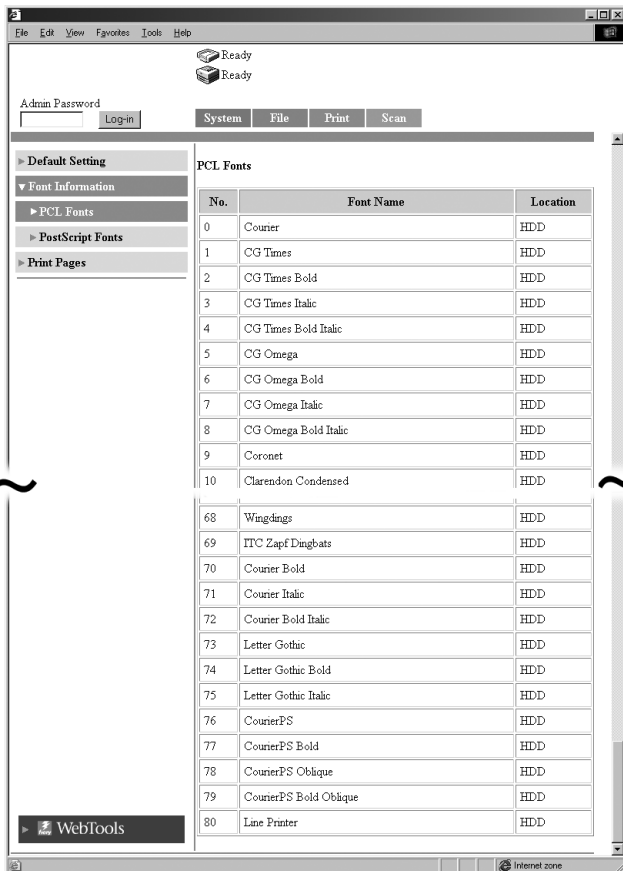 File Edit View Favorites Tools Help
Ready
Ready
Admin Password
Log-in
System File Print Scan
Default Setting
Font Information
PCL Fonts
PostScript Fonts
Print Pages
PCL Fonts
No. Font Name Location
0 Courier HDD
1 CG Times HDD
2 CG Times Bold HDD
3 CG Times Italic HDD
4 CG Times Bold Italic HDD
5 CG Omega HDD
6 CG Omega Bold HDD
7 CG Omega Italic HDD
8 CG Omega Bold Italic HDD
9 Coronet HDD
10 Clarendon Condensed HDD
68 Wingdings HDD
69 ITC Zapf Dingbats HDD
70 Courier Bold HDD
71 Courier Italic HDD
72 Courier Bold Italic HDD
73 Letter Gothic HDD
74 Letter Gothic Bold HDD
75 Letter Gothic Italic HDD
76 CourierPS HDD
77 CourierPS Bold HDD
78 CourierPS Oblique HDD
79 CourierPS Bold Oblique HDD
80 Line Printer HDD
fiery WebTools
Internet zone